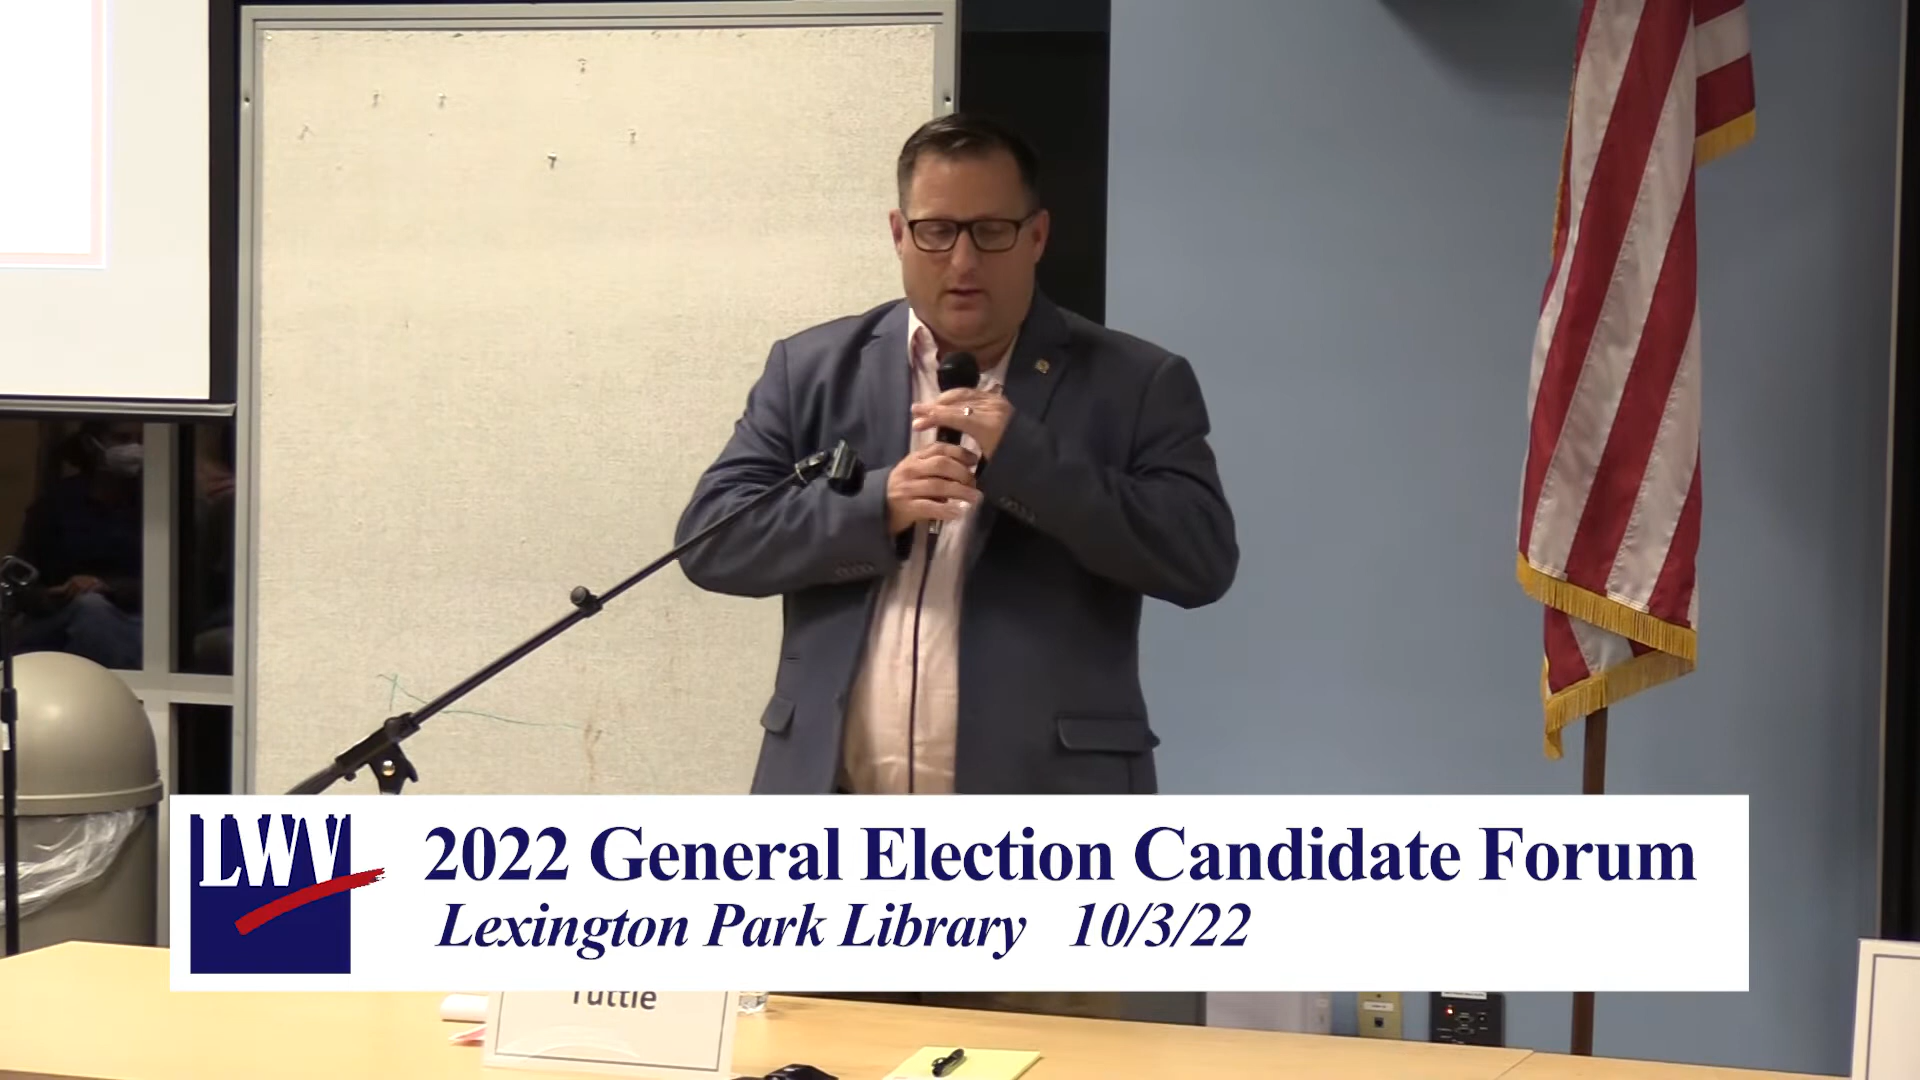 LWV
2022 General Election Candidate Forum
Lexington Park Library 10/3/22
Tuttle